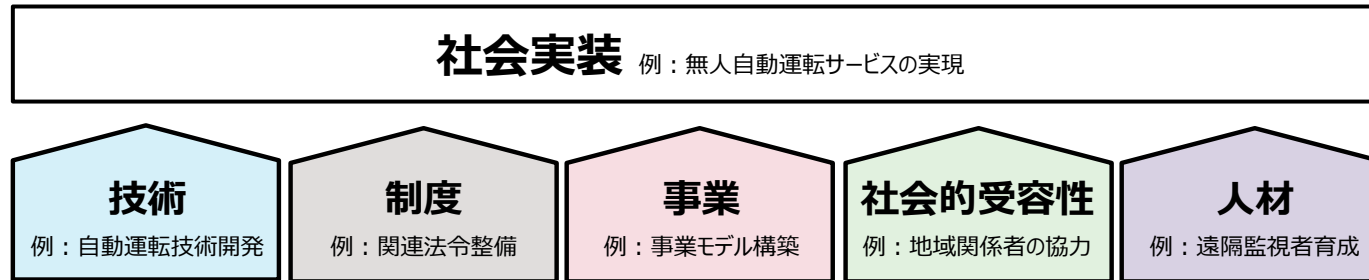 社会実装 例：無人自動運転サービスの実現
技術
例：自動運転技術開発
制度
例：関連法令整備
事業
例：事業モデル構築
社会的受容性
例：地域関係者の協力
人材
例：遠隔監視者育成